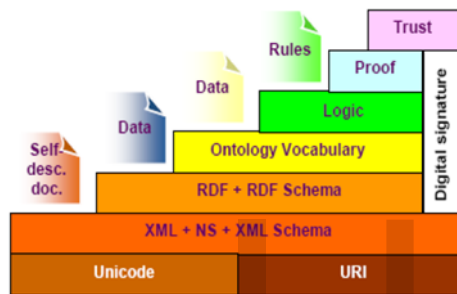 Trust
Rules
Proof
Data
Logic
Data
Digital signature
Self-
desc.
doc.
Ontology Vocabulary
RDF + RDF Schema
XML + NS + XML Schema
Unicode
URI